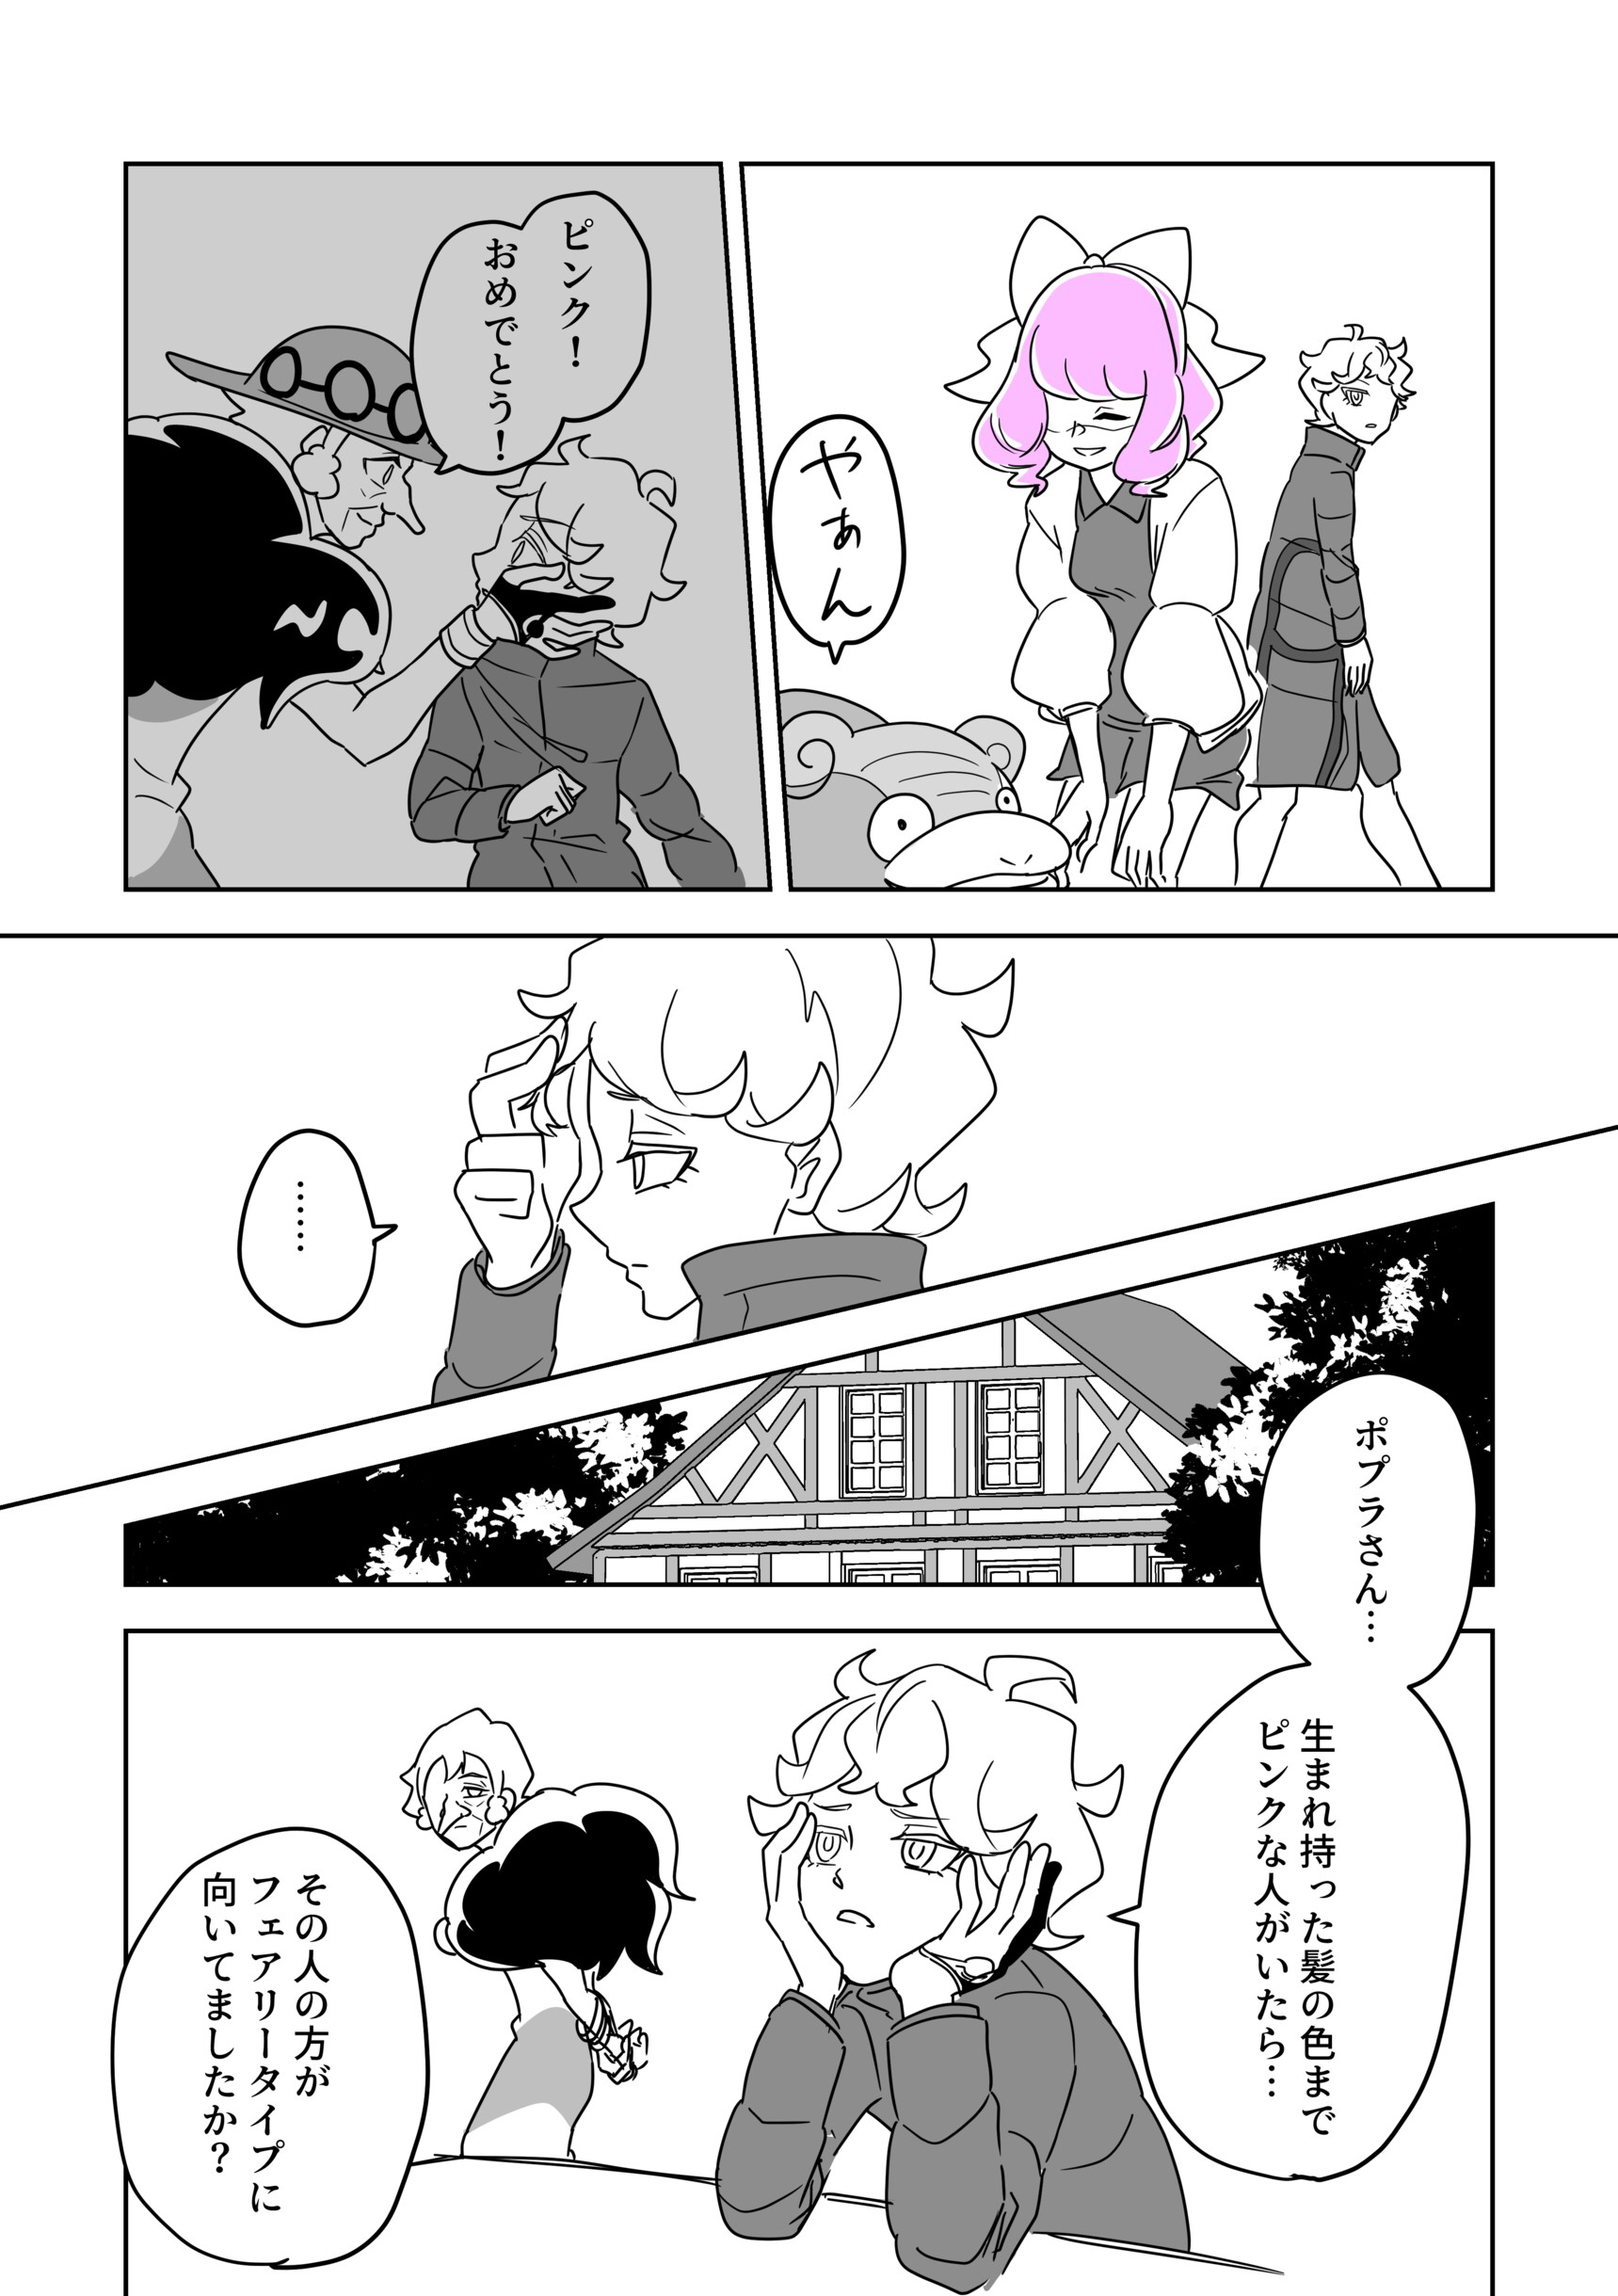 やぁん
ピンク！
おめでとう！
……
ポプラさん…
生まれ持った髪の色まで
ピンクな人がいたら…
その人の方が
フェアリータイプに
向いてましたか？